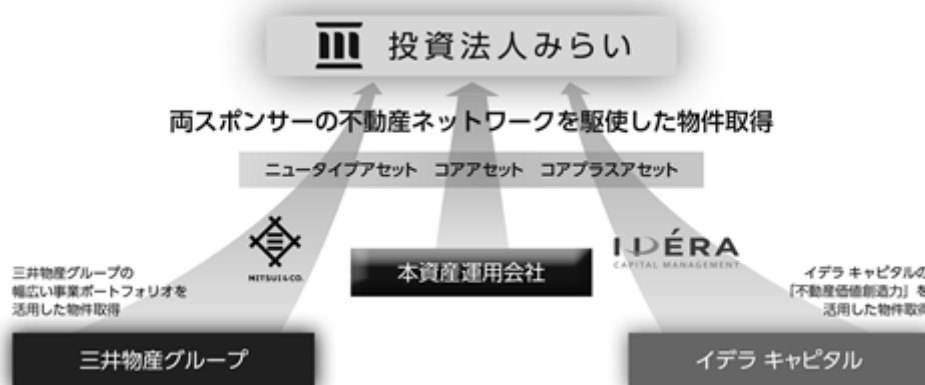 投資法人みらい
両スポンサーの不動産ネットワークを駆使した物件取得
ニュータイプアセット コアアセット コアプラスアセット
MITSUI & CO.
IDÉRA
CAPITAL MANAGEMENT
三井物産グループの
幅広い事業ポートフォリオを
活用した物件取得
本資産運用会社
イデラ キャピタルの
「不動産価値創造力」を
活用した物件取得
三井物産グループ
イデラ キャピタル